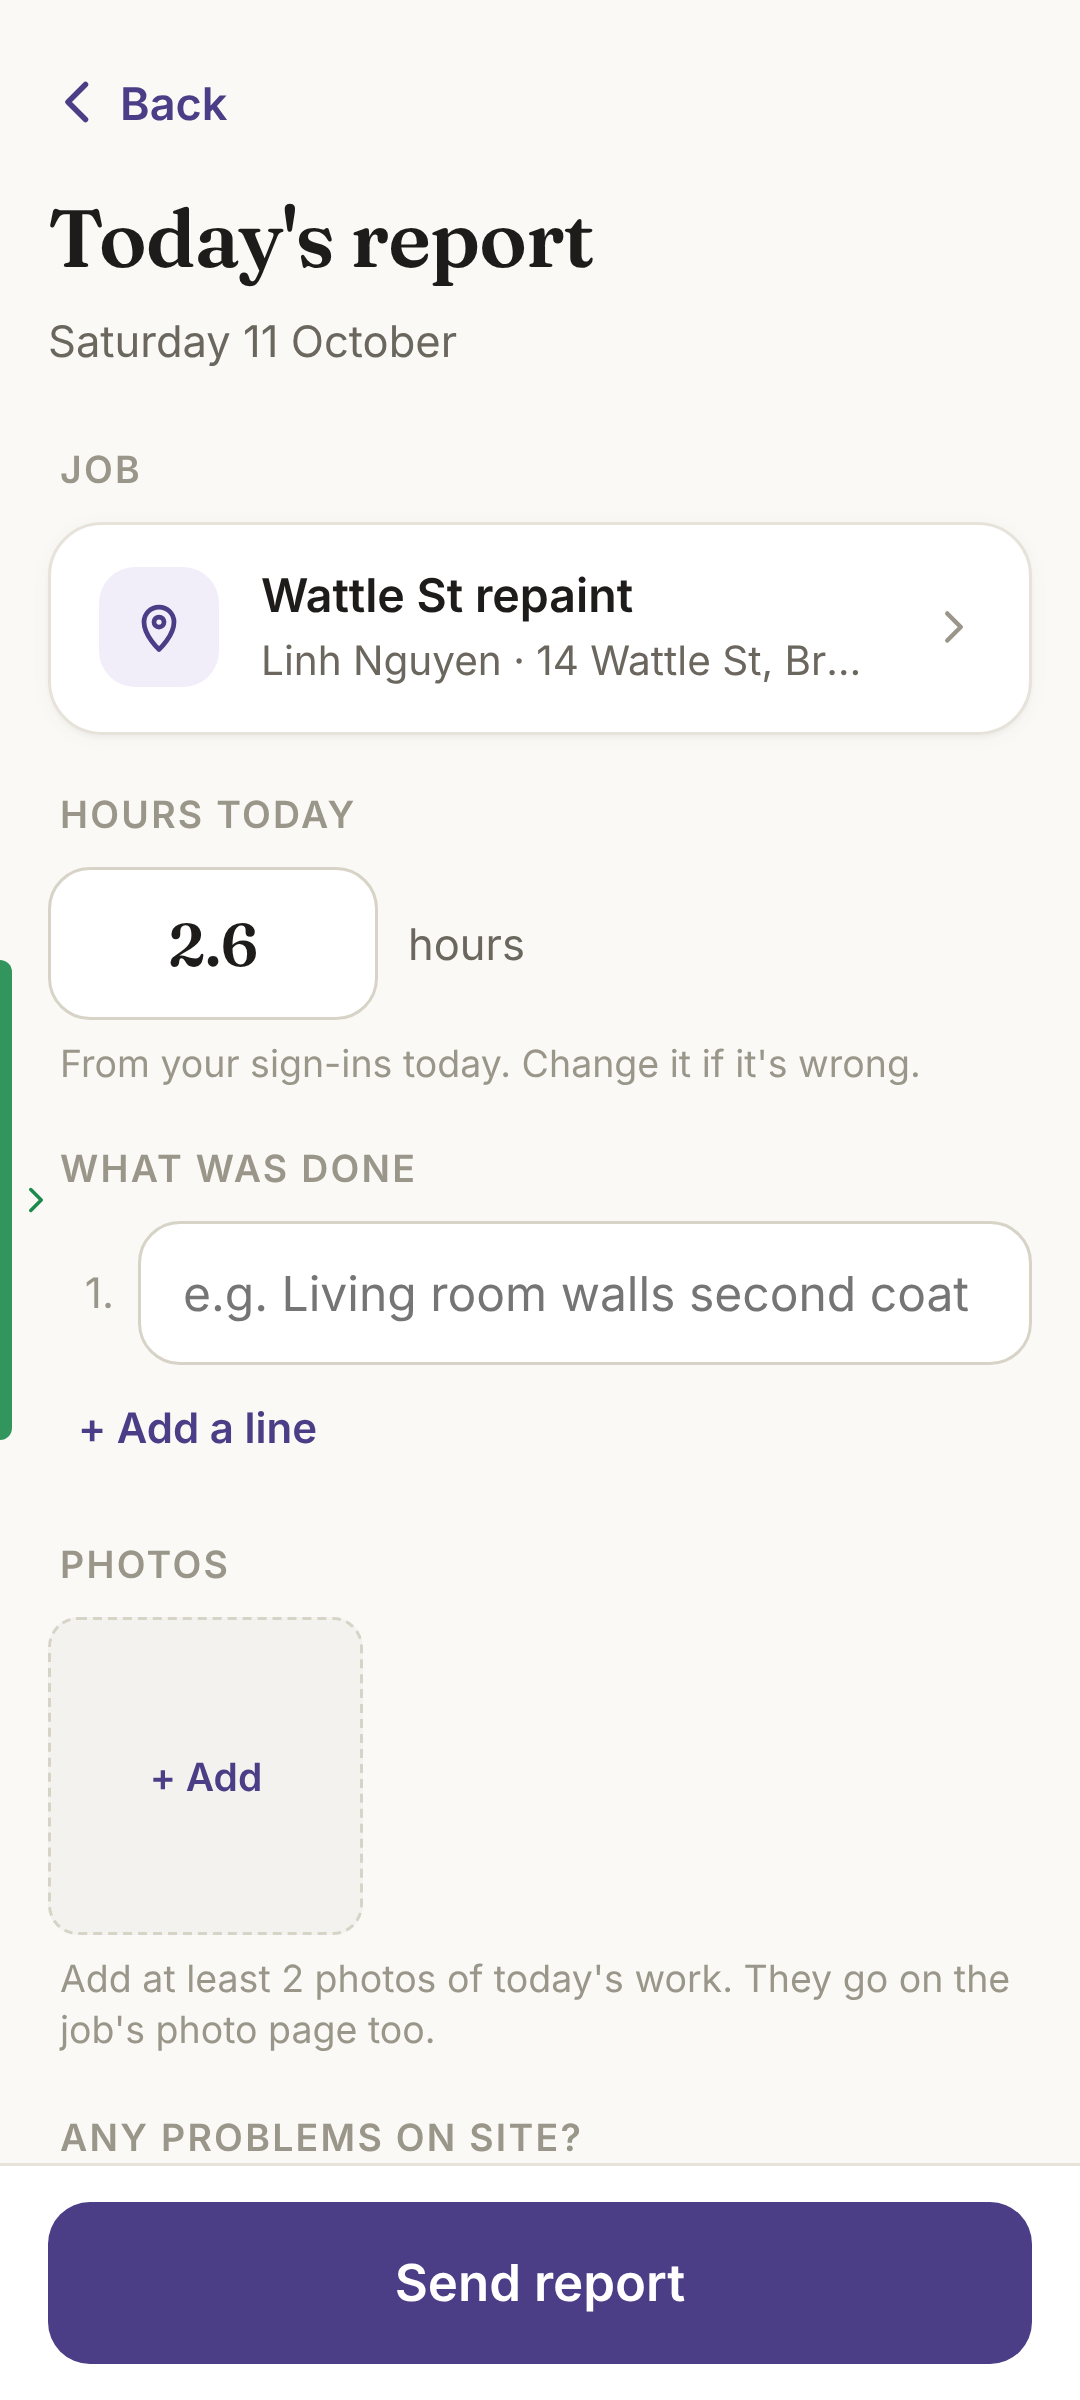 Back
Today's report
Saturday 11 October
JOB
Wattle St repaint
Linh Nguyen · 14 Wattle St, Br...
HOURS TODAY
2.6 hours
From your sign-ins today. Change it if it's wrong.
WHAT WAS DONE
1. e.g. Living room walls second coat
+ Add a line
PHOTOS
+ Add
Add at least 2 photos of today's work. They go on the
job's photo page too.
ANY PROBLEMS ON SITE?
Send report